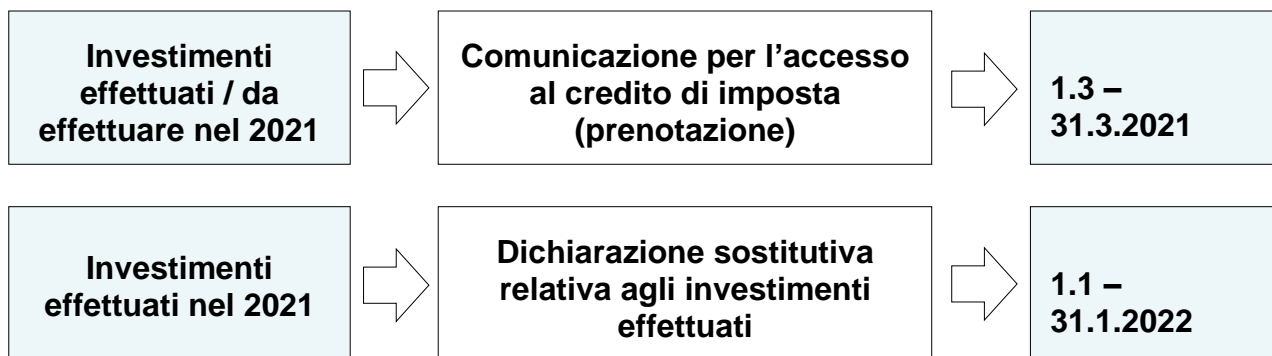 Investimenti
effettuati / da
effettuare nel 2021
Comunicazione per l’accesso
al credito di imposta
(prenotazione)
1.3 –
31.3.2021
Investimenti
effettuati nel 2021
Dichiarazione sostitutiva
relativa agli investimenti
effettuati
1.1 –
31.1.2022